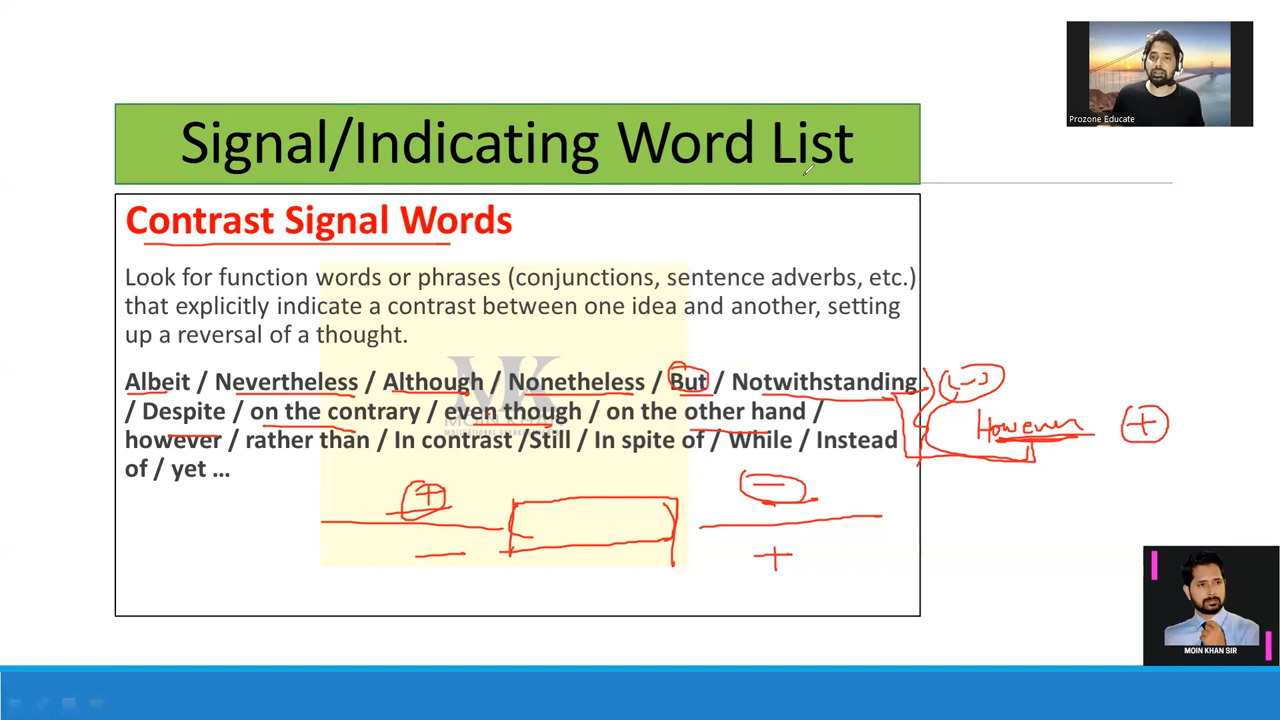 Prozone Educate
Signal/Indicating Word List
Contrast Signal Words
Look for function words or phrases (conjunctions, sentence adverbs, etc.)
that explicitly indicate a contrast between one idea and another, setting
up a reversal of a thought.
Albeit / Nevertheless / Although / Nonetheless / But / Notwithstanding
/ Despite / on the contrary / even though / on the other hand /
however / rather than / In contrast /Still / In spite of / While / Instead
of / yet ...
(-)
However +
+ −
− +
MK
MOIN KHAN
MOIN KHAN SIR